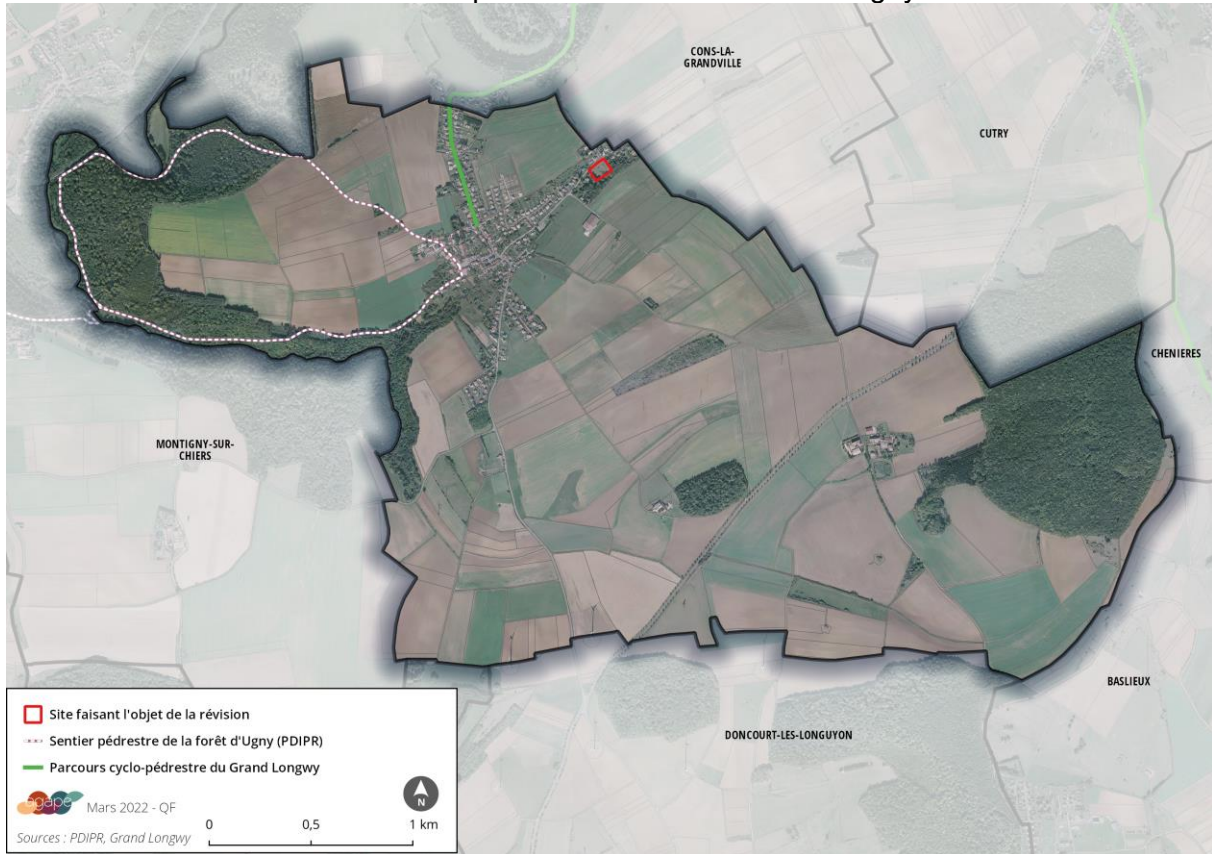 CONS-LA-
GRANDVILLE
CUTRY
CHENIERES
MONTIGNY-SUR-
CHIERS
BASLIEUX
DONCOURT-LES-LONGUYON
Site faisant l'objet de la révision
Sentier pédrestre de la forêt d'Ugny (PDIPR)
Parcours cyclo-pédrestre du Grand Longwy
agape Mars 2022 - QF
N
Sources : PDIPR, Grand Longwy
0 0,5 1 km